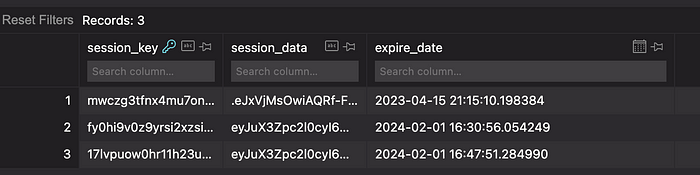 Reset Filters Records: 3
session_key session_data expire_date
Search column... Search column... Search column...
1 mwczg3tfnx4mu7on... .eJxVjMsOwiAQRf-F... 2023-04-15 21:15:10.198384
2 fy0hi9v0z9yrsi2xzsi... eyJuX3Zpc2l0cyI6... 2024-02-01 16:30:56.054249
3 17lvpuow0hr11h23u... eyJuX3Zpc2l0cyI6... 2024-02-01 16:47:51.284990